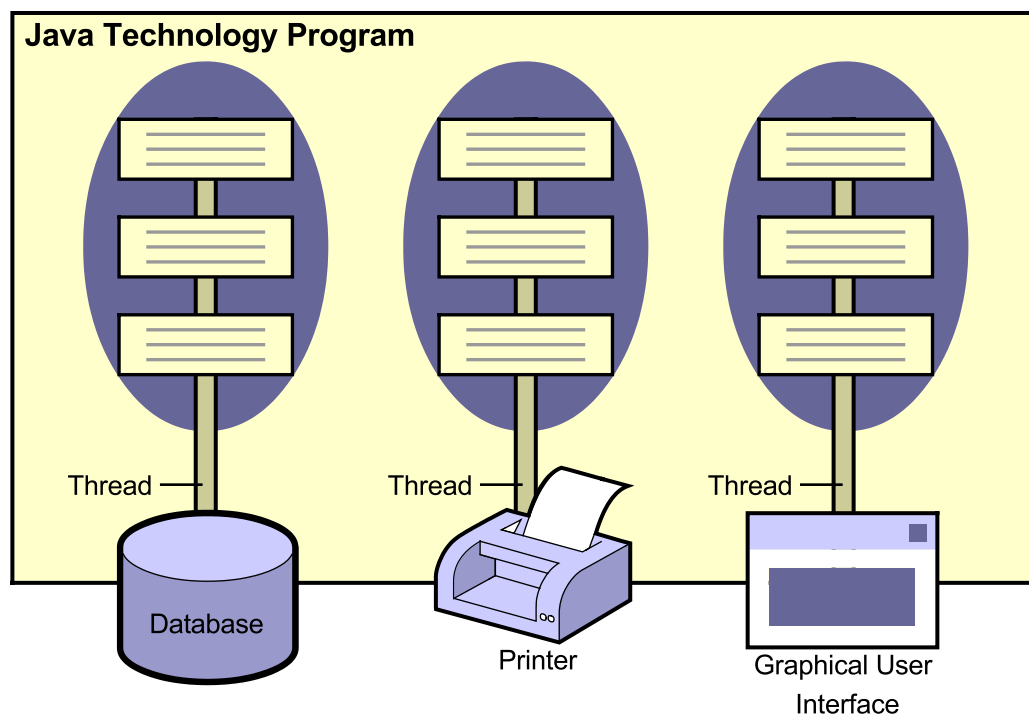 Java Technology Program
Thread
Thread
Thread
Database
Printer
Graphical User
Interface